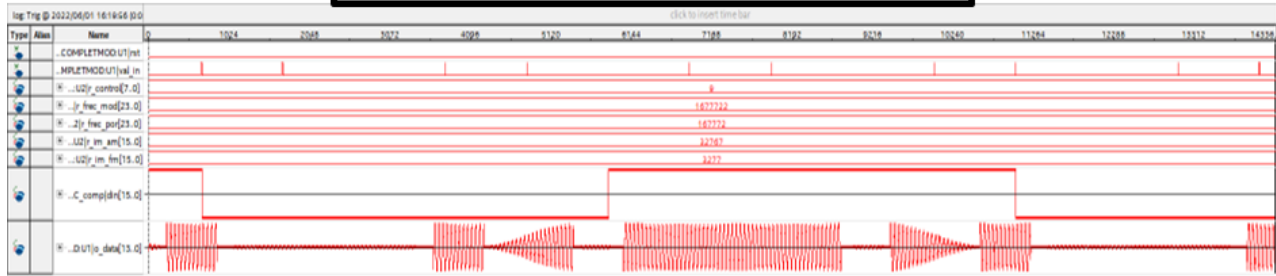 log: Trig @ 2022/06/01 16:19:56 (0:0
click to insert time bar
Type Alias Name
0 1024 2048 3072 4096 5120 6144 7168 8192 9216 10240 11264 12288 13312 14336
..COMPLETMOD:U1|rst
..MPLETMOD:U1|val_in
...:U2|r_control[7..0]
9
...|r_frec_mod[23..0]
1677722
...2|r_frec_por[23..0]
167772
...U2|r_im_am[15..0]
32767
...:U2|r_im_fm[15..0]
3277
...C_comp|din[15..0]
...D:U1|o_data[13..0]